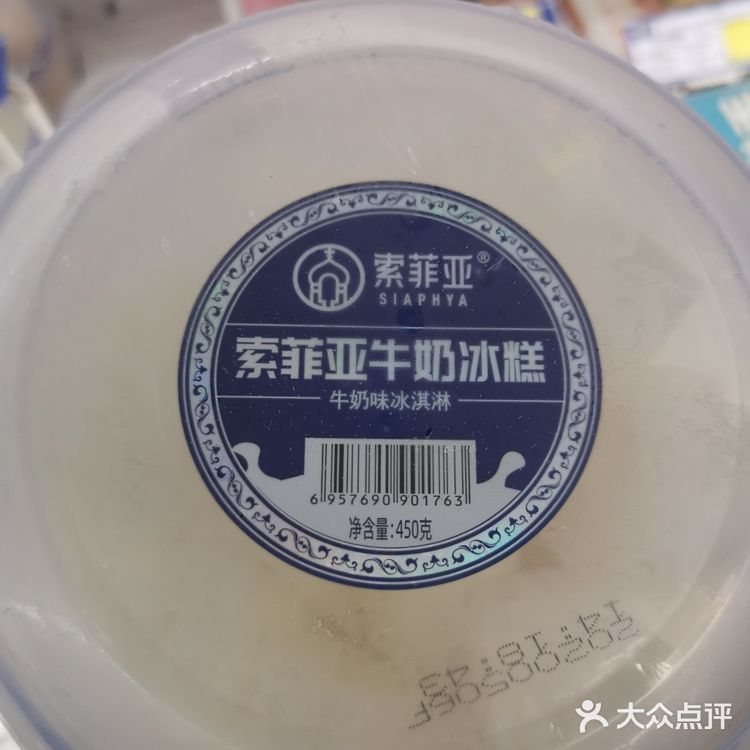 索菲亚®
SIAPHYA
索菲亚牛奶冰糕
牛奶味冰淇淋
6 957690 901763
净含量:450克
大众点评